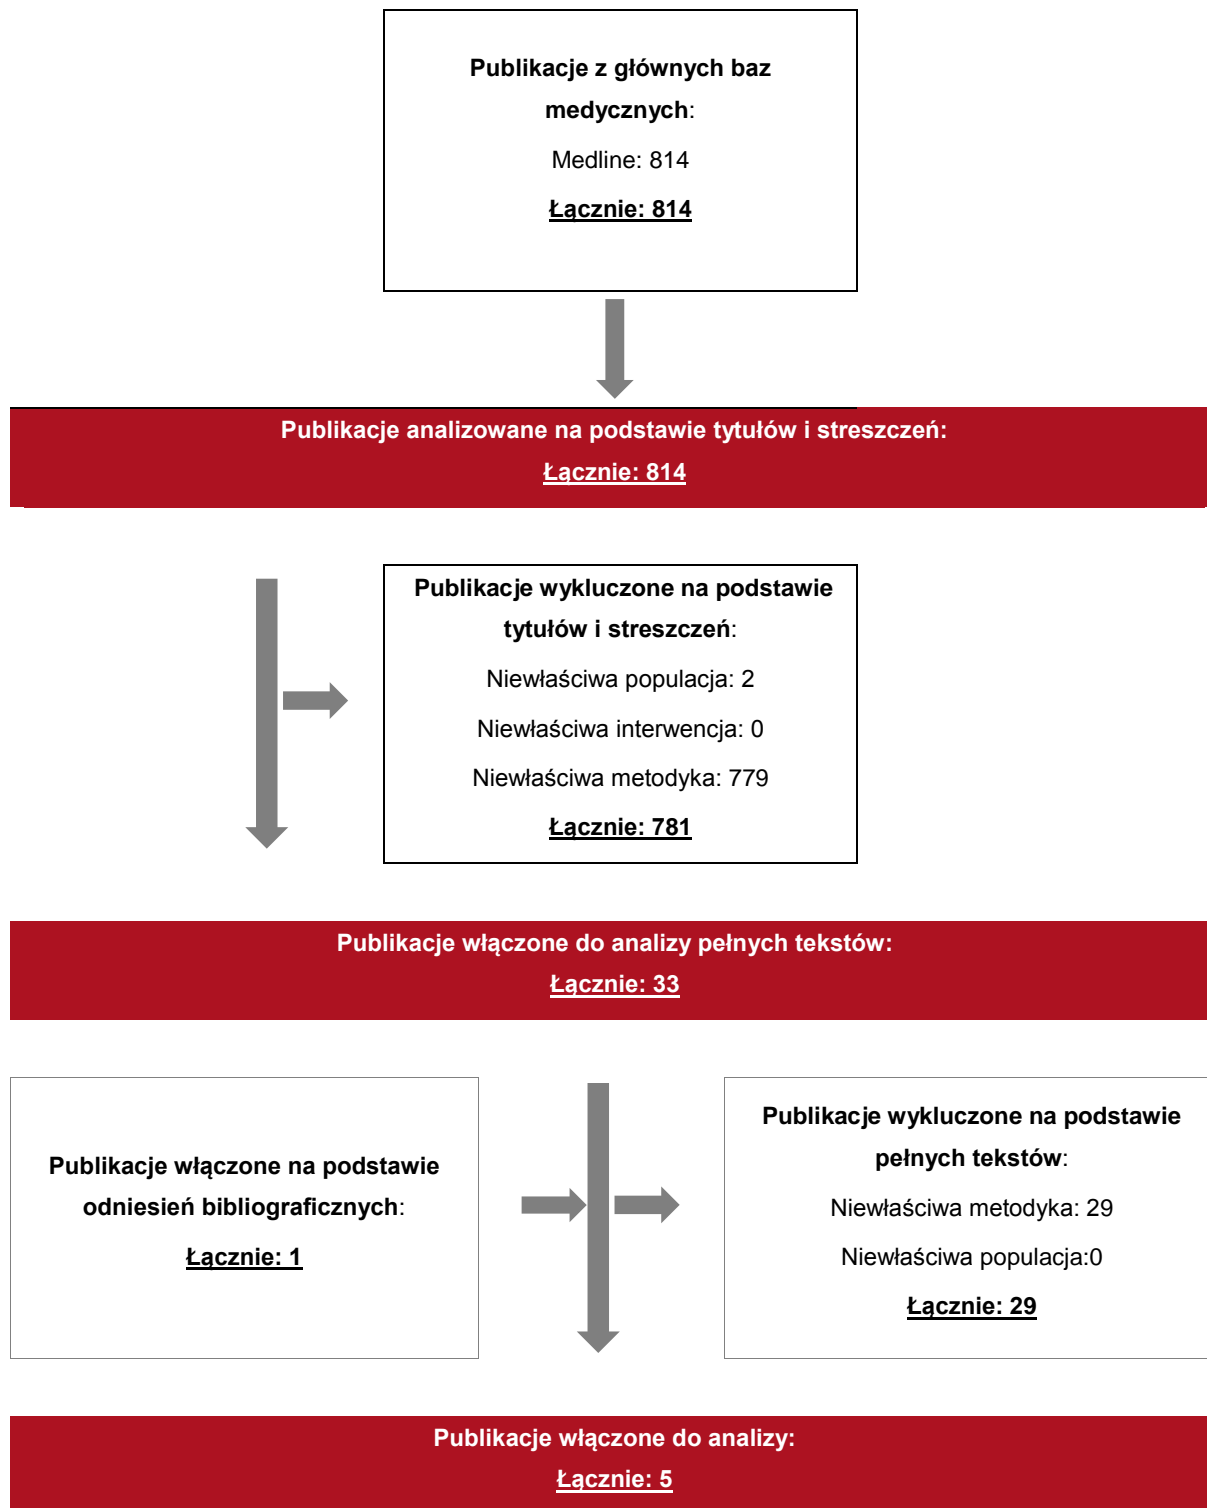 Publikacje z głównych baz
medycznych:
Medline: 814
Łącznie: 814
Publikacje analizowane na podstawie tytułów i streszczeń:
Łącznie: 814
Publikacje wykluczone na podstawie
tytułów i streszczeń:
Niewłaściwa populacja: 2
Niewłaściwa interwencja: 0
Niewłaściwa metodyka: 779
Łącznie: 781
Publikacje włączone do analizy pełnych tekstów:
Łącznie: 33
Publikacje włączone na podstawie
odniesień bibliograficznych:
Łącznie: 1
Publikacje wykluczone na podstawie
pełnych tekstów:
Niewłaściwa metodyka: 29
Niewłaściwa populacja:0
Łącznie: 29
Publikacje włączone do analizy:
Łącznie: 5